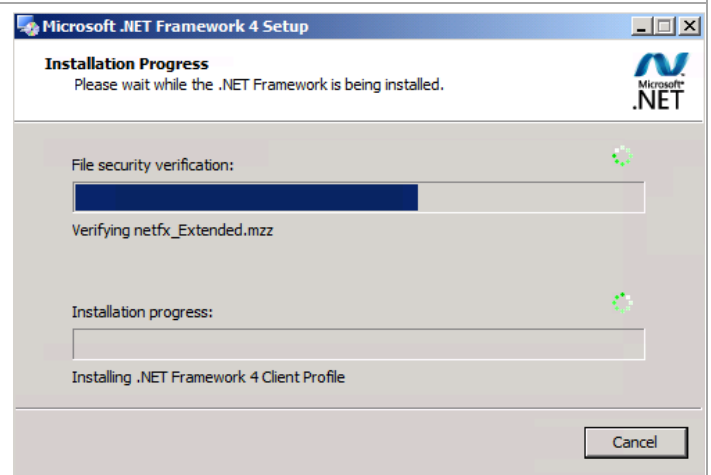 Microsoft .NET Framework 4 Setup
Installation Progress
Please wait while the .NET Framework is being installed.
Microsoft®
.NET
File security verification:
Verifying netfx_Extended.mzz
Installation progress:
Installing .NET Framework 4 Client Profile
Cancel